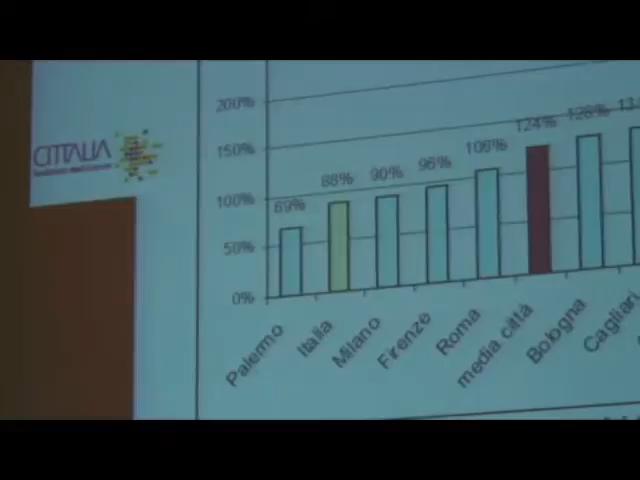 CITTALIA
200%
150%
100%
50%
0%
69%
88%
90%
96%
106%
124%
128%
Palermo
Italia
Milano
Firenze
Roma
media città
Bologna
Cagliari